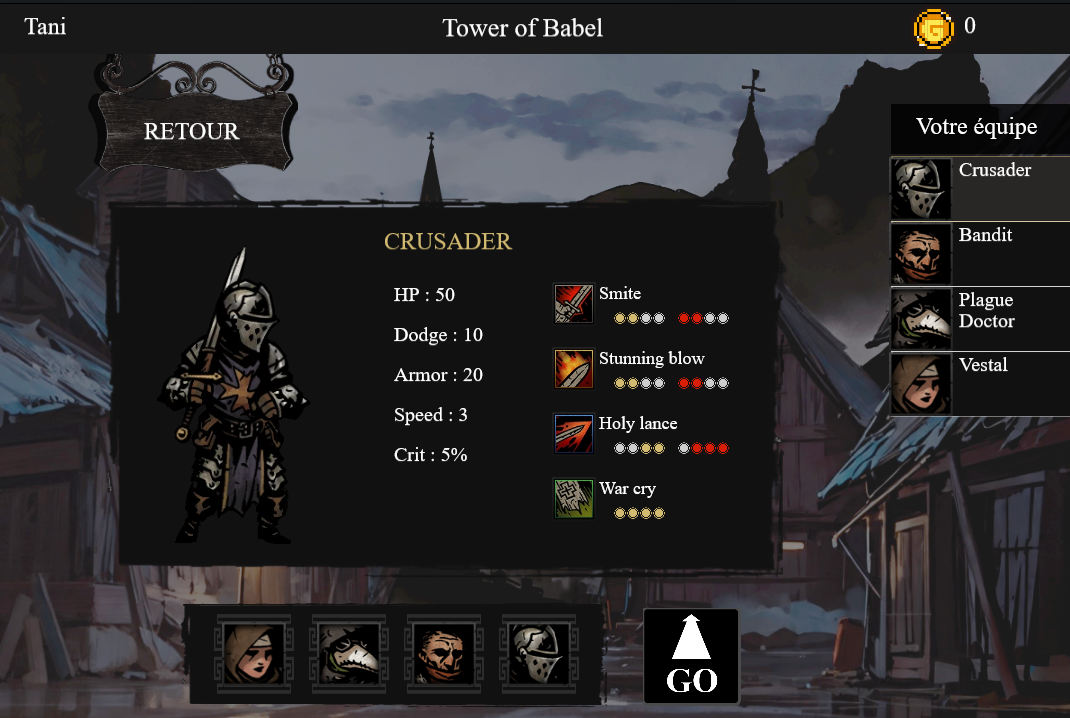 Tani
Tower of Babel
0
RETOUR
Votre équipe
Crusader
Bandit
Plague
Doctor
Vestal
CRUSADER
HP : 50
Dodge : 10
Armor : 20
Speed : 3
Crit : 5%
Smite
Stunning blow
Holy lance
War cry
GO